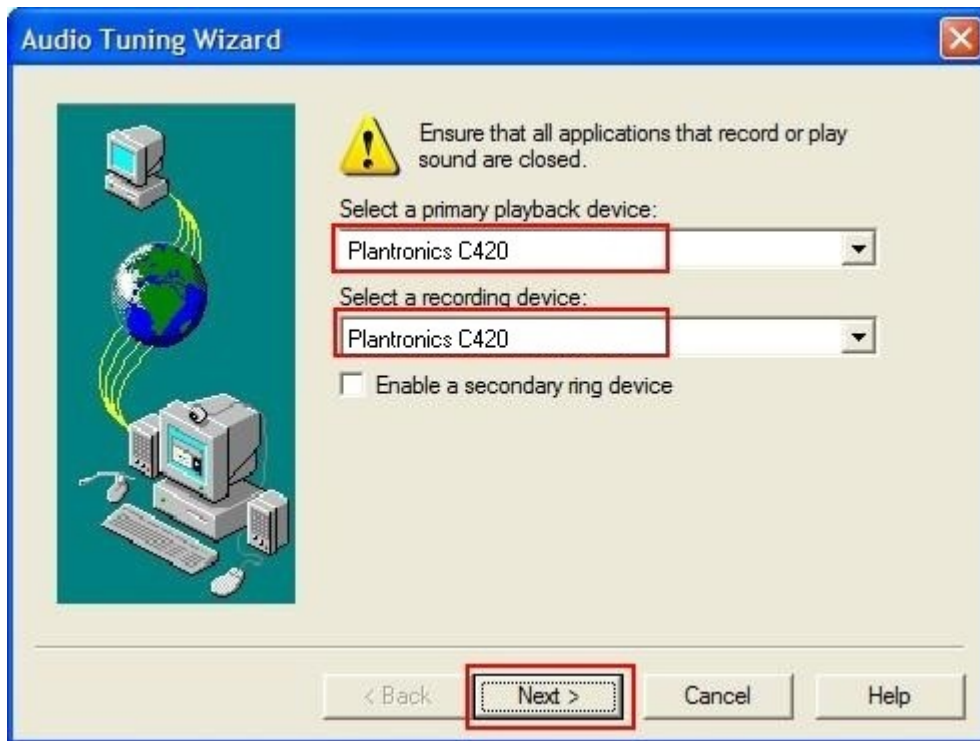 Audio Tuning Wizard
Ensure that all applications that record or play
sound are closed.
Select a primary playback device:
Plantronics C420
Select a recording device:
Plantronics C420
Enable a secondary ring device
< Back Next > Cancel Help